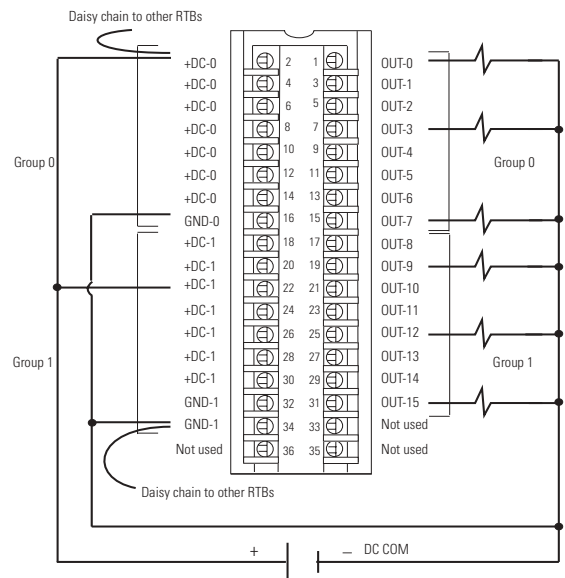 Daisy chain to other RTBs
+DC-0 2 1 OUT-0
+DC-0 4 3 OUT-1
+DC-0 6 5 OUT-2
+DC-0 8 7 OUT-3
+DC-0 10 9 OUT-4
Group 0 Group 0
+DC-0 12 11 OUT-5
+DC-0 14 13 OUT-6
GND-0 16 15 OUT-7
+DC-1 18 17 OUT-8
+DC-1 20 19 OUT-9
+DC-1 22 21 OUT-10
+DC-1 24 23 OUT-11
+DC-1 26 25 OUT-12
+DC-1 28 27 OUT-13
Group 1 Group 1
+DC-1 30 29 OUT-14
GND-1 32 31 OUT-15
GND-1 34 33 Not used
Not used 36 35 Not used
Daisy chain to other RTBs
+ – DC COM